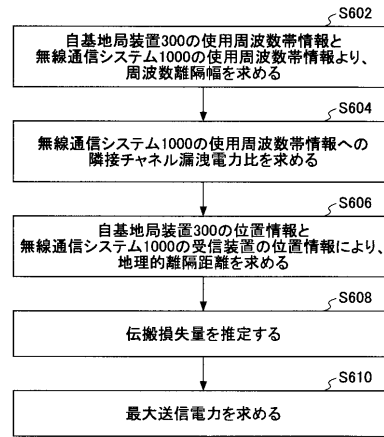 S602
自基地局装置300の使用周波数帯情報と
無線通信システム1000の使用周波数帯情報より、
周波数離隔幅を求める
S604
無線通信システム1000の使用周波数帯情報への
隣接チャネル漏洩電力比を求める
S606
自基地局装置300の位置情報と
無線通信システム1000の受信装置の位置情報により、
地理的離隔距離を求める
S608
伝搬損失量を推定する
S610
最大送信電力を求める